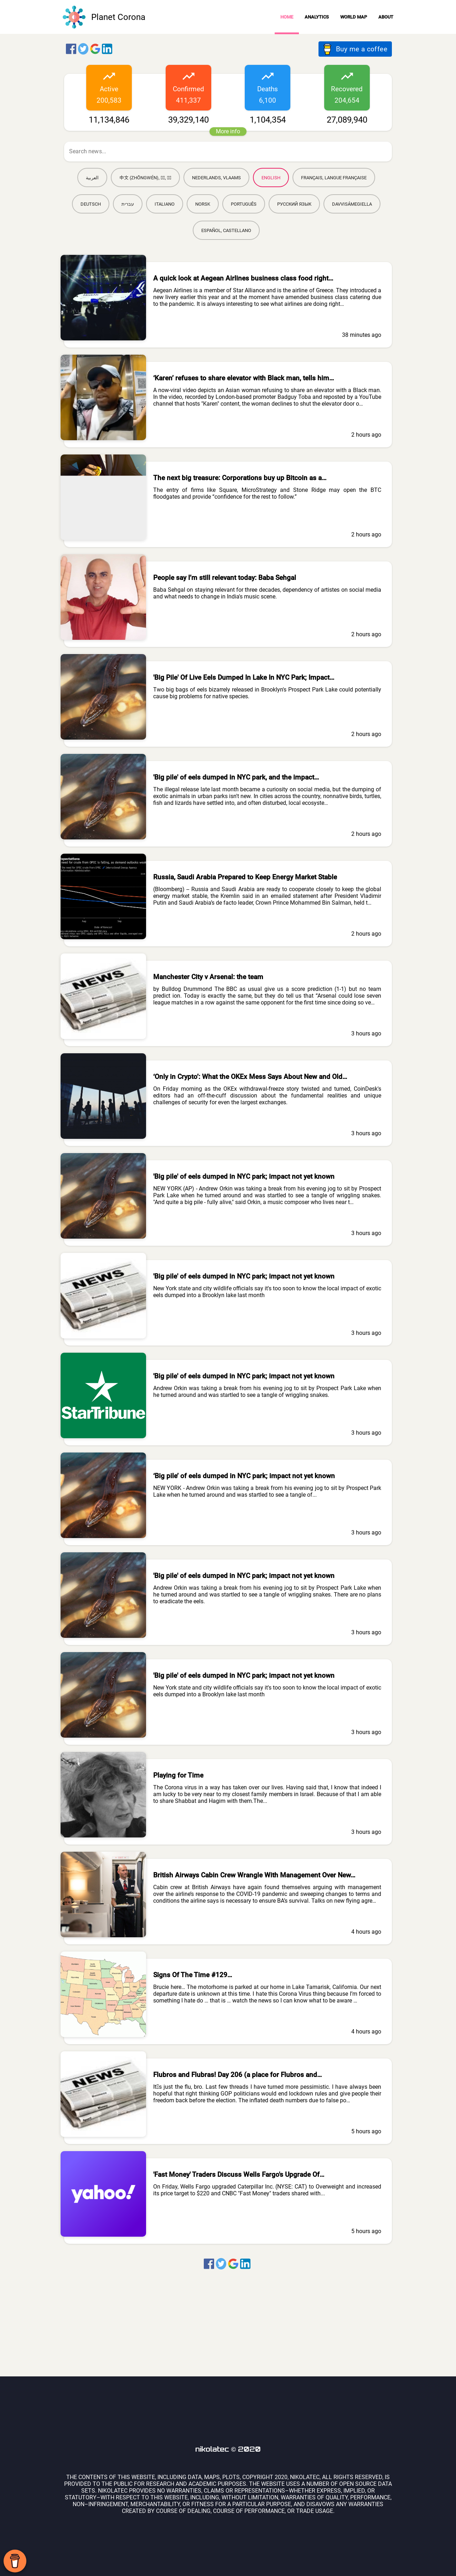 Planet Corona
HOME
ANALYTICS
WORLD MAP
ABOUT
Buy me a coffee
Active
200,583
11,134,846
Confirmed
411,337
39,329,140
Deaths
6,100
1,104,354
Recovered
204,654
27,089,940
More info
Search news...
العربية
NEDERLANDS, VLAAMS
ENGLISH
FRANÇAIS, LANGUE FRANÇAISE
DEUTSCH
עברית
ITALIANO
NORSK
PORTUGUÊS
РУССКИЙ ЯЗЫК
DAVVISÁMEGIELLA
ESPAÑOL, CASTELLANO
A quick look at Aegean Airlines business class food right...
Aegean Airlines is a member of Star Alliance and is the airline of Greece. They introduced a
new livery earlier this year and at the moment have amended business class catering due
to the pandemic. It is always interesting to see what airlines are doing right...
38 minutes ago
‘Karen’ refuses to share elevator with Black man, tells him...
A now-viral video depicts an Asian woman refusing to share an elevator with a Black man.
In the video, recorded by London-based promoter Badguy Toba and reposted by a YouTube
channel that hosts "Karen" content, the woman declines to shut the elevator door o...
2 hours ago
The next big treasure: Corporations buy up Bitcoin as a...
The entry of firms like Square, MicroStrategy and Stone Ridge may open the BTC
floodgates and provide “confidence for the rest to follow.”
2 hours ago
People say I'm still relevant today: Baba Sehgal
Baba Sehgal on staying relevant for three decades, dependency of artistes on social media
and what needs to change in India's music scene.
2 hours ago
'Big Pile' Of Live Eels Dumped In Lake In NYC Park; Impact...
Two big bags of eels bizarrely released in Brooklyn's Prospect Park Lake could potentially
cause big problems for native species.
2 hours ago
'Big pile' of eels dumped in NYC park, and the impact...
The illegal release late last month became a curiosity on social media, but the dumping of
exotic animals in urban parks isn't new. In cities across the country, nonnative birds, turtles,
fish and lizards have settled into, and often disturbed, local ecosyste...
2 hours ago
Russia, Saudi Arabia Prepared to Keep Energy Market Stable
(Bloomberg) -- Russia and Saudi Arabia are ready to cooperate closely to keep the global
energy market stable, the Kremlin said in an emailed statement after President Vladimir
Putin and Saudi Arabia's de facto leader, Crown Prince Mohammed Bin Salman, held t...
2 hours ago
NEWS
Manchester City v Arsenal: the team
by Bulldog Drummond The BBC as usual give us a score prediction (1-1) but no team
predict ion. Today is exactly the same, but they do tell us that “Arsenal could lose seven
league matches in a row against the same opponent for the first time since doing so ve...
3 hours ago
‘Only in Crypto’: What the OKEx Mess Says About New and Old...
On Friday morning as the OKEx withdrawal-freeze story twisted and turned, CoinDesk's
editors had an off-the-cuff discussion about the fundamental realities and unique
challenges of security for even the largest exchanges.
3 hours ago
'Big pile' of eels dumped in NYC park; impact not yet known
NEW YORK (AP) - Andrew Orkin was taking a break from his evening jog to sit by Prospect
Park Lake when he turned around and was startled to see a tangle of wriggling snakes.
"And quite a big pile - fully alive," said Orkin, a music composer who lives near t...
3 hours ago
NEWS
'Big pile' of eels dumped in NYC park; impact not yet known
New York state and city wildlife officials say it's too soon to know the local impact of exotic
eels dumped into a Brooklyn lake last month
3 hours ago
StarTribune
'Big pile' of eels dumped in NYC park; impact not yet known
Andrew Orkin was taking a break from his evening jog to sit by Prospect Park Lake when
he turned around and was startled to see a tangle of wriggling snakes.
3 hours ago
‘Big pile’ of eels dumped in NYC park; impact not yet known
NEW YORK - Andrew Orkin was taking a break from his evening jog to sit by Prospect Park
Lake when he turned around and was startled to see a tangle of...
3 hours ago
'Big pile' of eels dumped in NYC park; impact not yet known
Andrew Orkin was taking a break from his evening jog to sit by Prospect Park Lake when
he turned around and was startled to see a tangle of wriggling snakes. There are no plans
to eradicate the eels.
3 hours ago
'Big pile' of eels dumped in NYC park; impact not yet known
New York state and city wildlife officials say it's too soon to know the local impact of exotic
eels dumped into a Brooklyn lake last month
3 hours ago
Playing for Time
The Corona virus in a way has taken over our lives. Having said that, I know that indeed I
am lucky to be very near to my closest family members in Israel. Because of that I am able
to share Shabbat and Hagim with them.The...
3 hours ago
British Airways Cabin Crew Wrangle With Management Over New...
Cabin crew at British Airways have again found themselves arguing with management
over the airline's response to the COVID-19 pandemic and sweeping changes to terms and
conditions the airline says is necessary to ensure BA's survival. Talks on new flying agre...
4 hours ago
Signs Of The Time #129...
Brucie here... The motorhome is parked at our home in Lake Tamarisk, California. Our next
departure date is unknown at this time. I hate this Corona Virus thing because I'm forced to
something I hate do ... that is ... watch the news so I can know what to be aware ...
4 hours ago
NEWS
Flubros and Flubras! Day 206 (a place for Flubros and...
just the flu, bro. Last few threads I have turned more pessimistic. I have always been
hopeful that right thinking GOP politicians would end lockdown rules and give people their
freedom back before the election. The inflated death numbers due to false po...
5 hours ago
yahoo!
'Fast Money' Traders Discuss Wells Fargo's Upgrade Of...
On Friday, Wells Fargo upgraded Caterpillar Inc. (NYSE: CAT) to Overweight and increased
its price target to $220 and CNBC "Fast Money" traders shared with...
5 hours ago
nikolatec © 2020
THE CONTENTS OF THIS WEBSITE, INCLUDING DATA, MAPS, PLOTS, COPYRIGHT 2020, NIKOLATEC, ALL RIGHTS RESERVED, IS
PROVIDED TO THE PUBLIC FOR RESEARCH AND ACADEMIC PURPOSES. THE WEBSITE USES A NUMBER OF OPEN SOURCE DATA
SETS. NIKOLATEC PROVIDES NO WARRANTIES, CLAIMS OR REPRESENTATIONS–WHETHER EXPRESS, IMPLIED, OR
STATUTORY–WITH RESPECT TO THIS WEBSITE, INCLUDING, WITHOUT LIMITATION, WARRANTIES OF QUALITY, PERFORMANCE,
NON–INFRINGEMENT, MERCHANTABILITY, OR FITNESS FOR A PARTICULAR PURPOSE, AND DISAVOWS ANY WARRANTIES
CREATED BY COURSE OF DEALING, COURSE OF PERFORMANCE, OR TRADE USAGE.